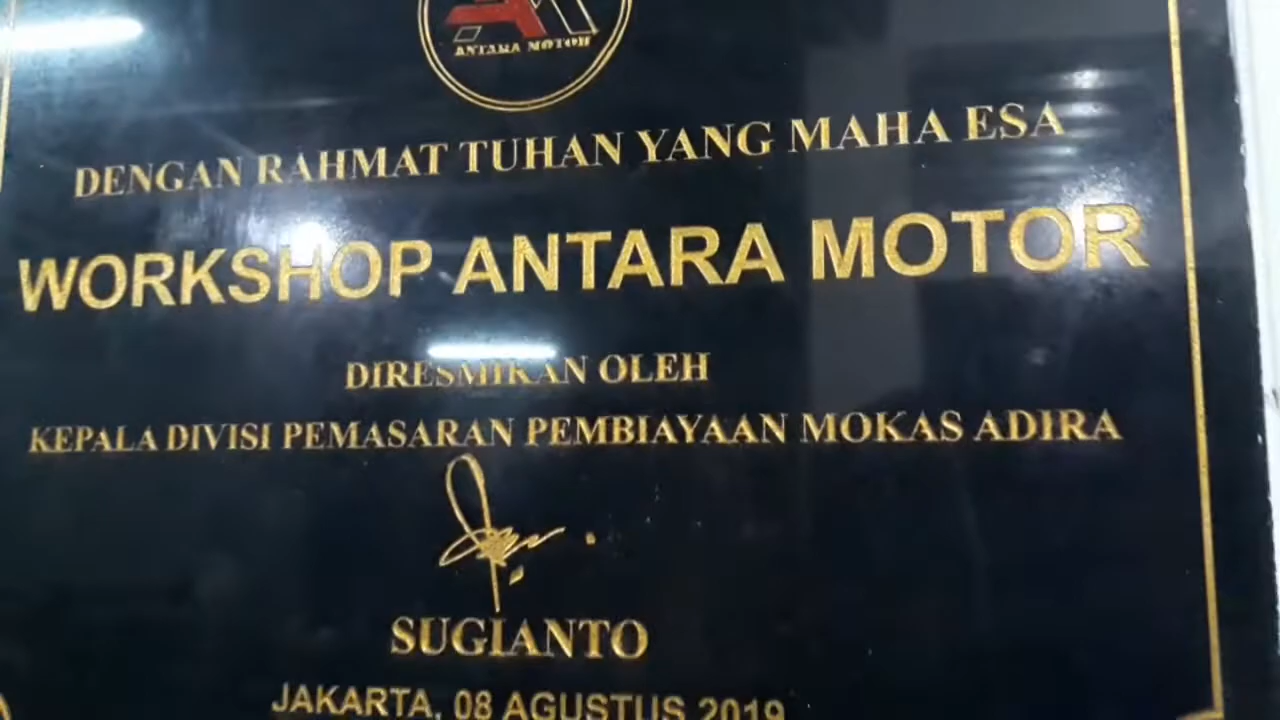 ANTARA MOTOR
DENGAN RAHMAT TUHAN YANG MAHA ESA
WORKSHOP ANTARA MOTOR
DIRESMIKAN OLEH
KEPALA DIVISI PEMASARAN PEMBIAYAAN MOKAS ADIRA
SUGIANTO
JAKARTA, 08 AGUSTUS 2019